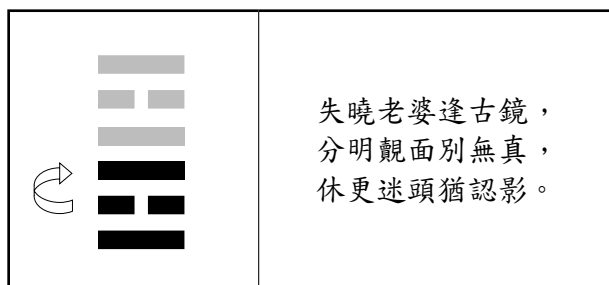 失曉老婆逢古鏡，
分明覿面別無真，
休更迷頭猶認影。